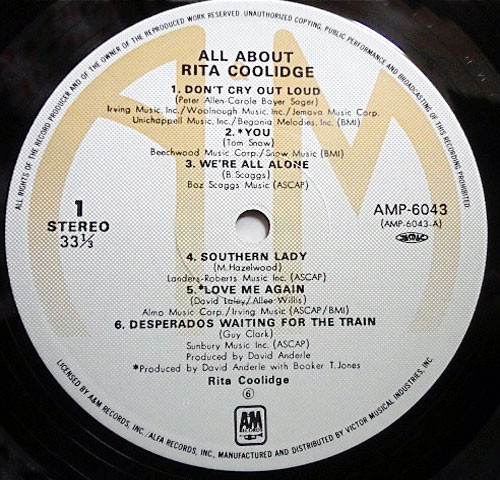 ALL RIGHTS OF THE RECORD PRODUCER AND OF THE OWNER OF THE REPRODUCED WORK RESERVED. UNAUTHORIZED COPYING, PUBLIC PERFORMANCE AND BROADCASTING OF THIS RECORD PROHIBITED.
ALL ABOUT
RITA COOLIDGE
1. DON'T CRY OUT LOUD
(Peter Allen-Carole Bayer Sager)
Irving Music, Inc./Woolnough Music, Inc./Jemava Music Corp.
Unichappell Music, Inc./Begonia Melodies, Inc. (BMI)
2. *YOU
(Tom Snow)
Beechwood Music Corp./Snow Music (BMI)
3. WE'RE ALL ALONE
(B. Scaggs)
Boz Scaggs Music (ASCAP)
1
STEREO
33⅓
AMP-6043
(AMP-6043-A)
4. SOUTHERN LADY
(M. Hazelwood)
Landers-Roberts Music Inc. (ASCAP)
5. *LOVE ME AGAIN
(David Lasley/Allee Willis)
Almo Music Corp./Irving Music (ASCAP/BMI)
6. DESPERADOS WAITING FOR THE TRAIN
(Guy Clark)
Sunbury Music Inc. (ASCAP)
Produced by David Anderle
*Produced by David Anderle with Booker T. Jones
Rita Coolidge
6
A&M
RECORDS
LICENSED BY A&M RECORDS, INC./ALFA RECORDS, INC. MANUFACTURED AND DISTRIBUTED BY VICTOR MUSICAL INDUSTRIES, INC.